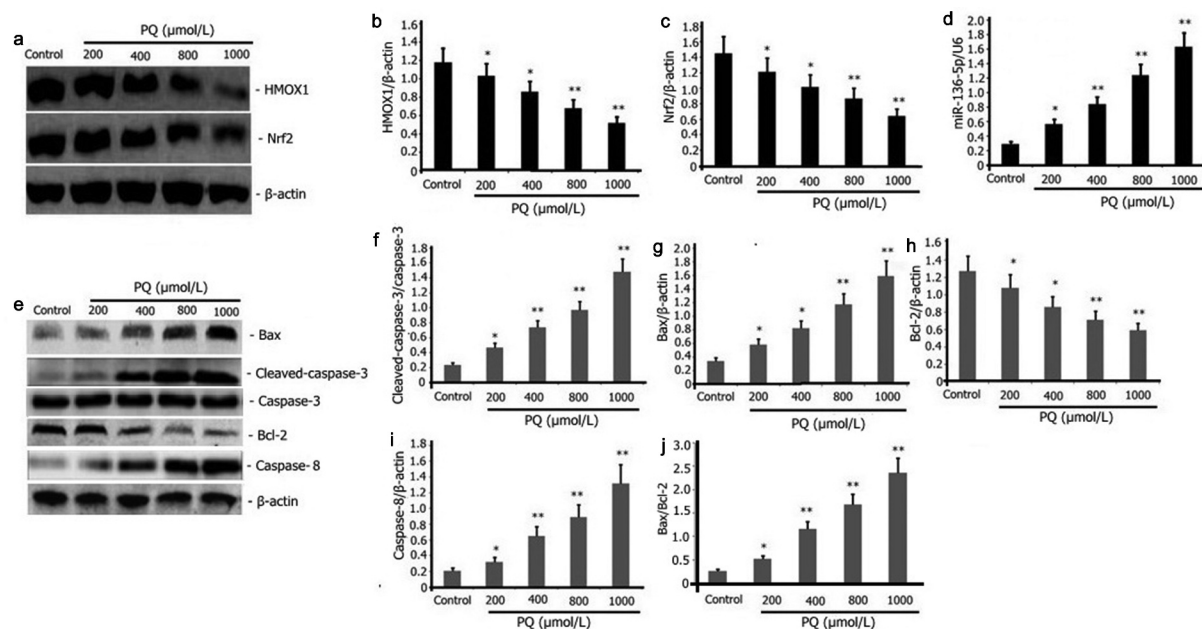 a
PQ (µmol/L)
Control 200 400 800 1000
- HMOX1
- Nrf2
- β-actin
b
HMOX1/β-actin
1.6
1.4
1.2
1.0
0.8
0.6
0.4
0.2
0
* * ** **
Control 200 400 800 1000
PQ (µmol/L)
c
Nrf2/β-actin
1.8
1.6
1.4
1.2
1.0
0.8
0.6
0.4
0.2
0
* * ** **
Control 200 400 800 1000
PQ (µmol/L)
d
miR-136-5p/U6
2.0
1.8
1.6
1.4
1.2
1.0
0.8
0.6
0.4
0.2
0
* ** ** **
Control 200 400 800 1000
PQ (µmol/L)
e
PQ (µmol/L)
Control 200 400 800 1000
- Bax
- Cleaved-caspase-3
- Caspase-3
- Bcl-2
- Caspase- 8
- β-actin
f
Cleaved-caspase-3/caspase-3
1.8
1.6
1.4
1.2
1.0
0.8
0.6
0.4
0.2
0
* ** ** **
Control 200 400 800 1000
PQ (µmol/L)
g
Bax/β-actin
2.0
1.8
1.6
1.4
1.2
1.0
0.8
0.6
0.4
0.2
0
* * ** **
Control 200 400 800 1000
PQ (µmol/L)
h
Bcl-2/β-actin
1.6
1.4
1.2
1.0
0.8
0.6
0.4
0.2
0
* * ** **
Control 200 400 800 1000
PQ (µmol/L)
i
Caspase-8/β-actin
1.8
1.6
1.4
1.2
1.0
0.8
0.6
0.4
0.2
0
* ** ** **
Control 200 400 800 1000
PQ (µmol/L)
j
Bax/Bcl-2
3.0
2.5
2.0
1.5
1.0
0.5
0
* ** ** **
Control 200 400 800 1000
PQ (µmol/L)